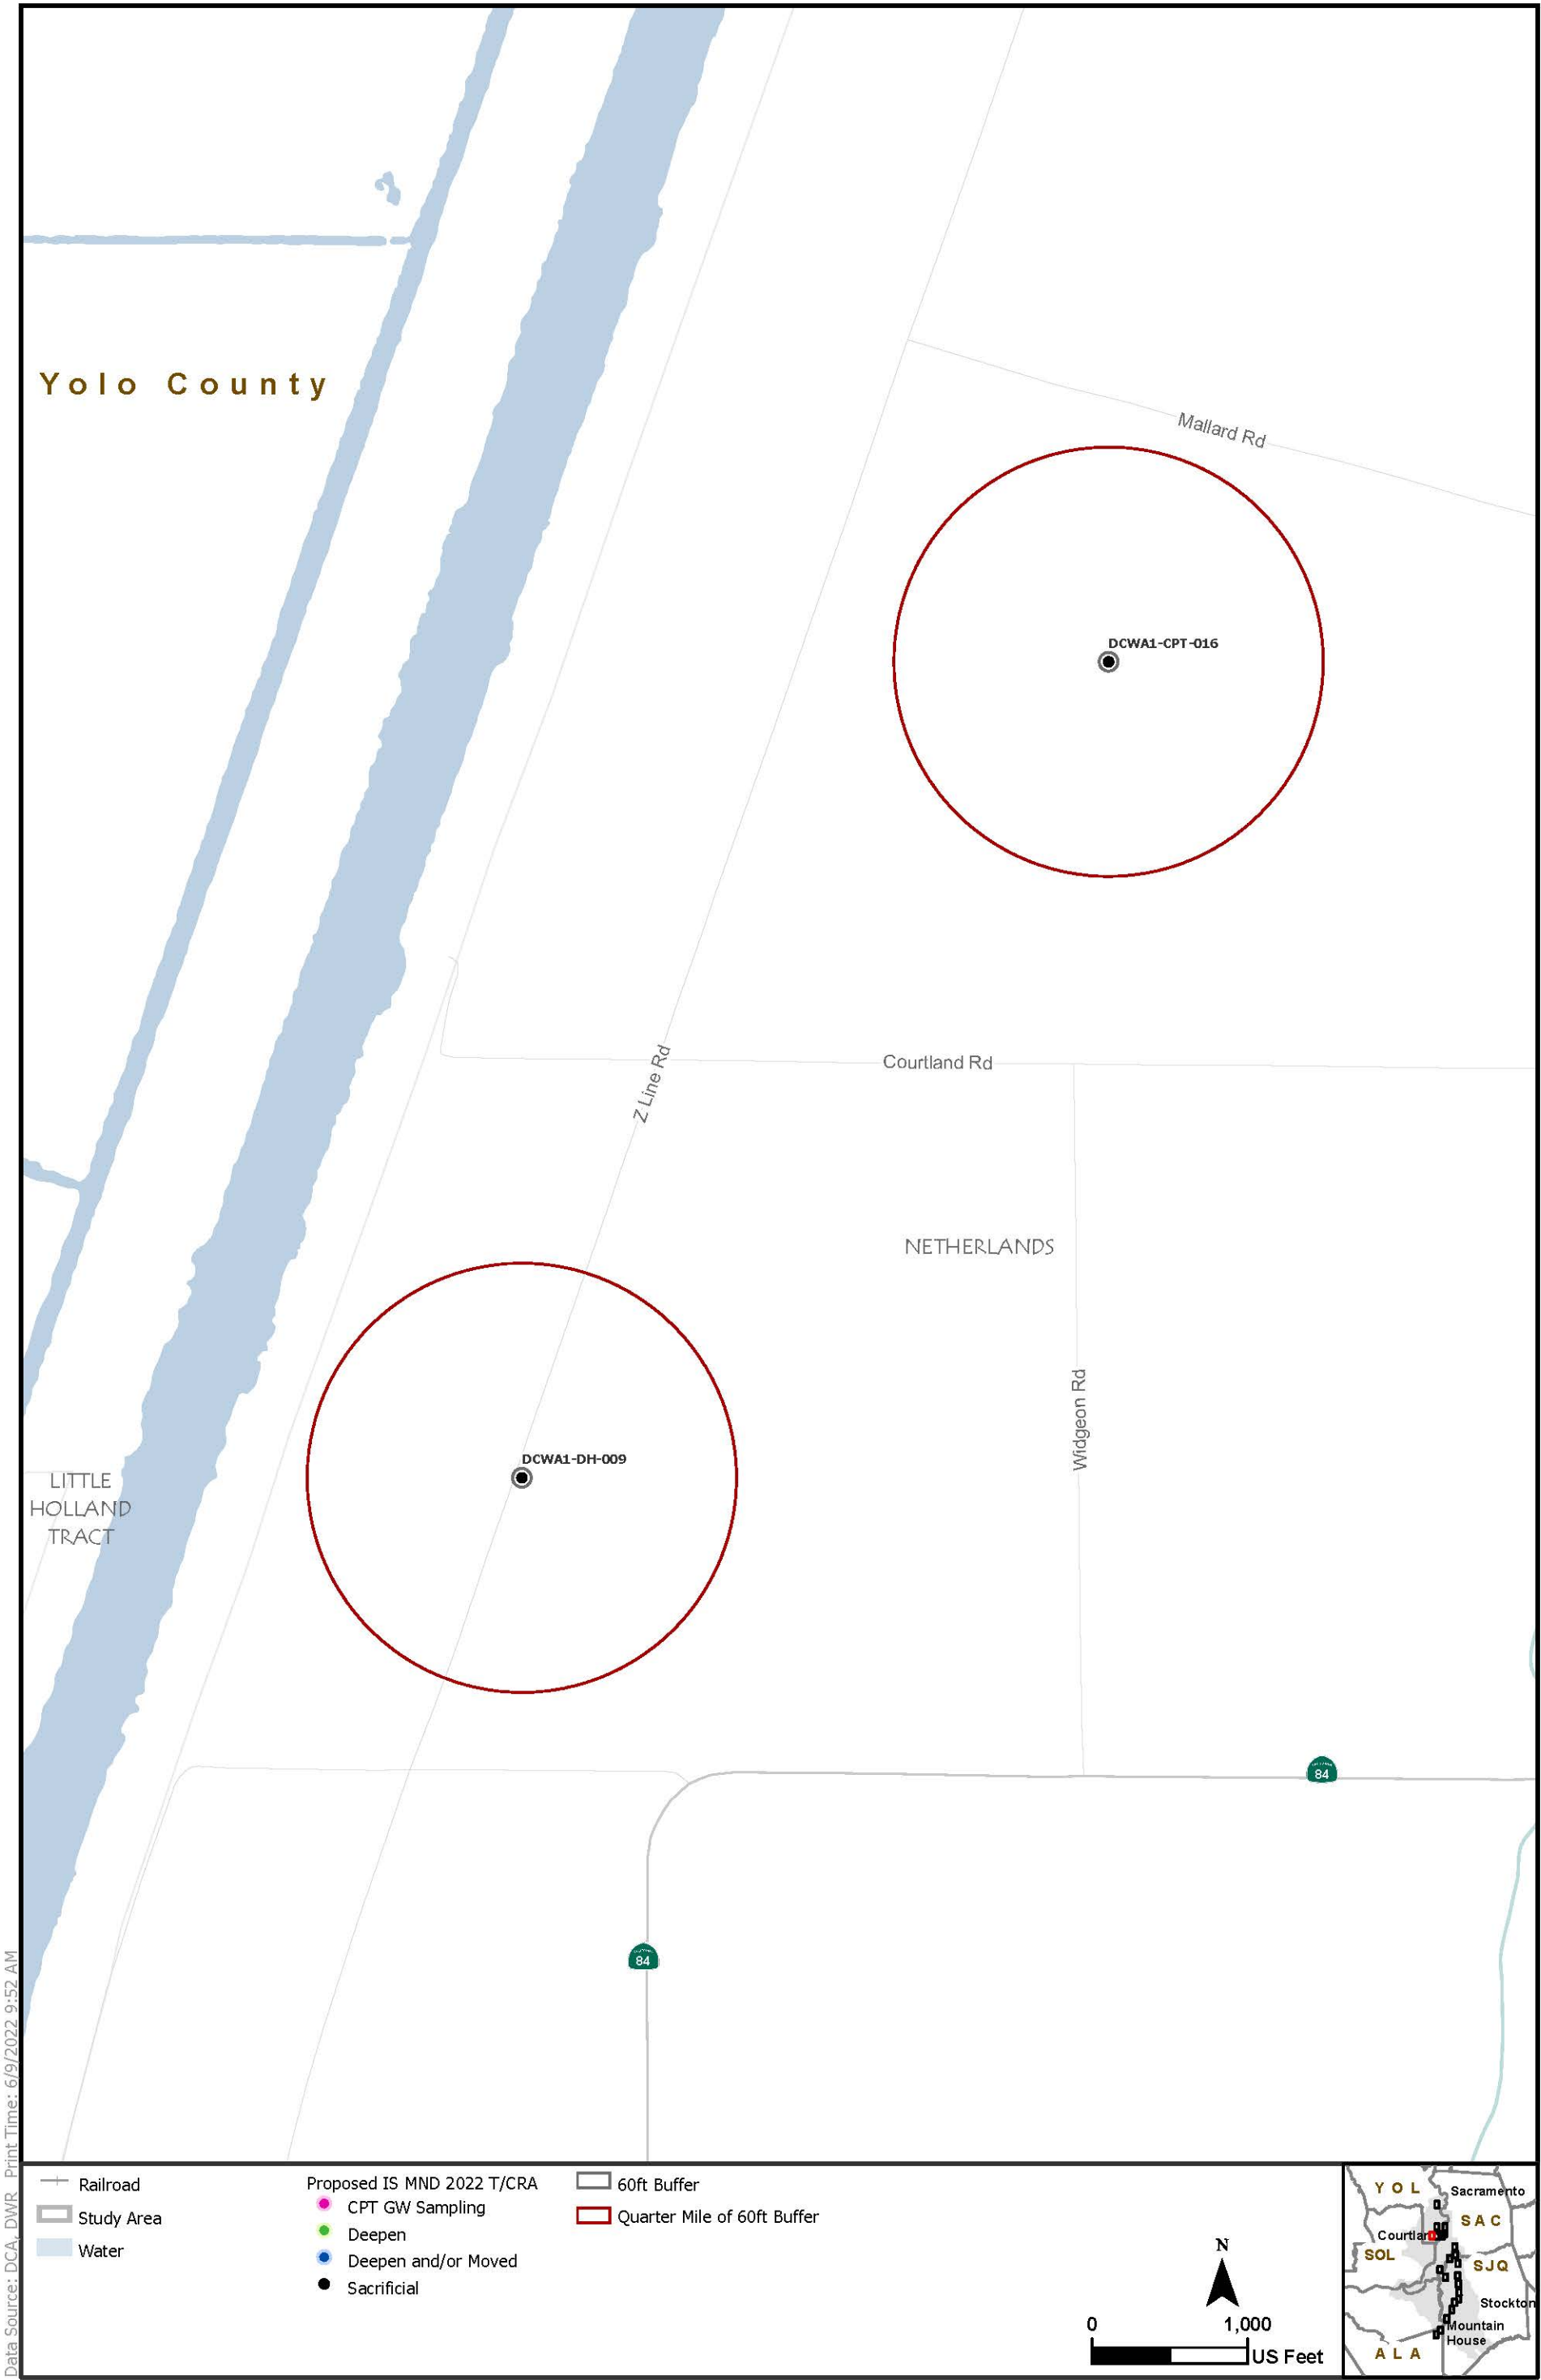 Yolo County
Mallard Rd
DCWA1-CPT-016
Z Line Rd
Courtland Rd
NETHERLANDS
Widgeon Rd
DCWA1-DH-009
LITTLE
HOLLAND
TRACT
84
84
Data Source: DCA, DWR Print Time: 6/9/2022 9:52 AM
Railroad
Study Area
Water
Proposed IS MND 2022 T/CRA
CPT GW Sampling
Deepen
Deepen and/or Moved
Sacrificial
60ft Buffer
Quarter Mile of 60ft Buffer
N
0 1,000
US Feet
YOL
Sacramento
SAC
Courtlan
SOL
SJQ
Stockton
Mountain
House
ALA